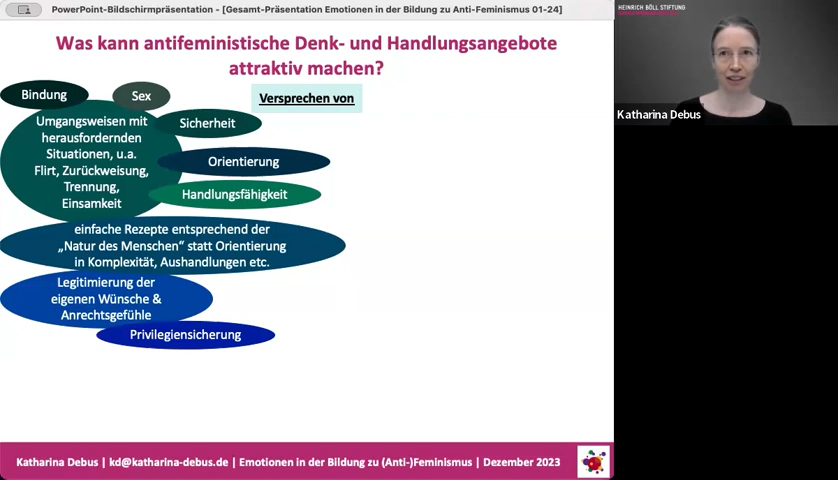 PowerPoint-Bildschirmpräsentation - [Gesamt-Präsentation Emotionen in der Bildung zu Anti-Feminismus 01-24]
Was kann antifeministische Denk- und Handlungsangebote
attraktiv machen?
Versprechen von
Bindung
Sex
Umgangsweisen mit
herausfordernden
Situationen, u.a.
Flirt, Zurückweisung,
Trennung,
Einsamkeit
Sicherheit
Orientierung
Handlungsfähigkeit
einfache Rezepte entsprechend der
„Natur des Menschen“ statt Orientierung
in Komplexität, Aushandlungen etc.
Legitimierung der
eigenen Wünsche &
Anrechtsgefühle
Privilegiensicherung
Katharina Debus | kd@katharina-debus.de | Emotionen in der Bildung zu (Anti-)Feminismus | Dezember 2023
HEINRICH BÖLL STIFTUNG
Katharina Debus